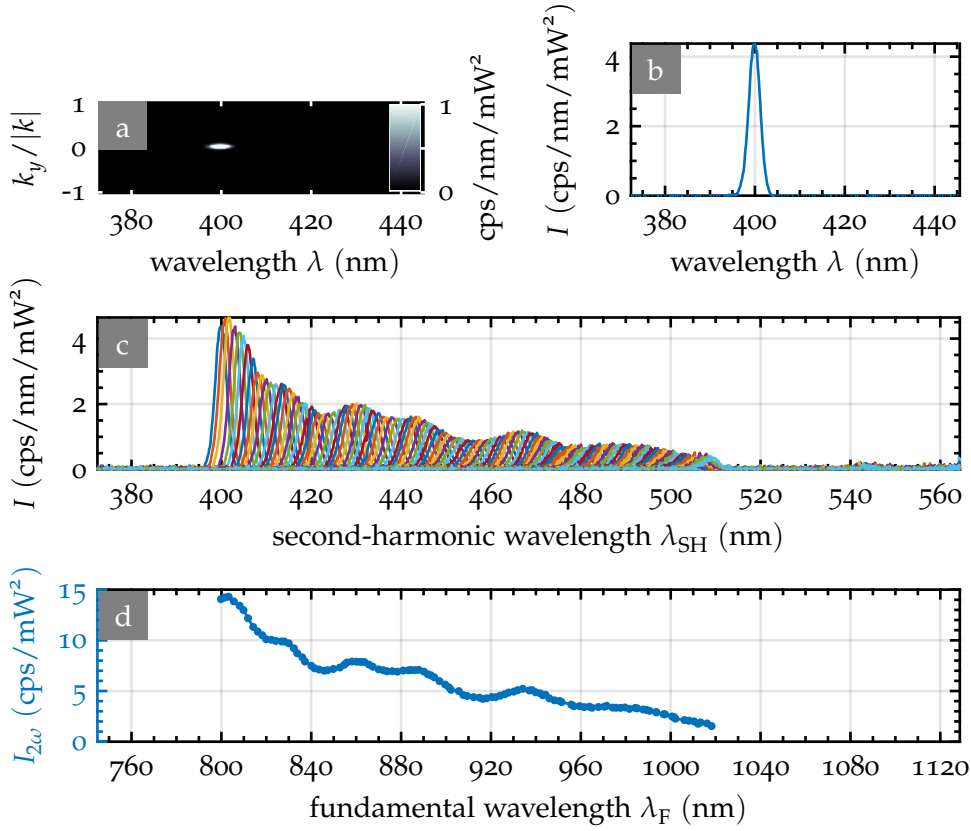 a
k_y/|k|
1
0
-1
380 400 420 440
wavelength λ (nm)
1
0
cps/nm/mW²
b
I (cps/nm/mW²)
4
2
0
380 400 420 440
wavelength λ (nm)
c
I (cps/nm/mW²)
4
2
0
380 400 420 440 460 480 500 520 540 560
second-harmonic wavelength λ_SH (nm)
d
I_2ω (cps/mW²)
15
10
5
0
760 800 840 880 920 960 1000 1040 1080 1120
fundamental wavelength λ_F (nm)